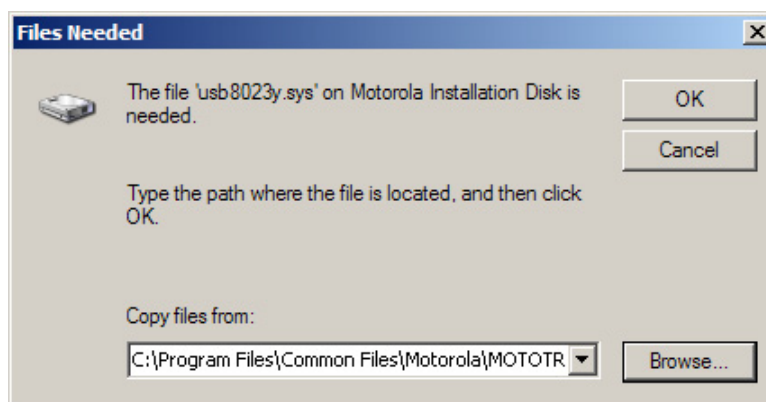 Files Needed
The file 'usb8023y.sys' on Motorola Installation Disk is
needed.
OK
Cancel
Type the path where the file is located, and then click
OK.
Copy files from:
C:\Program Files\Common Files\Motorola\MOTOTR
Browse...